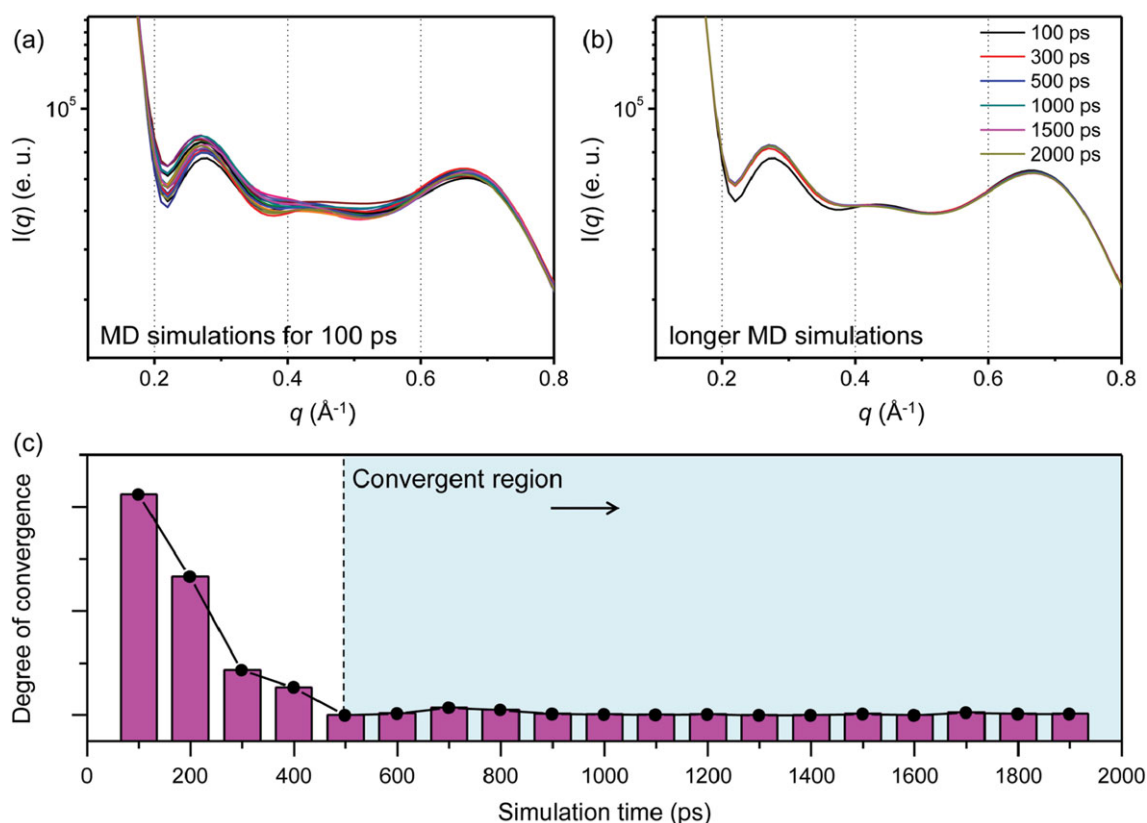 (a)
10⁵
I(q) (e. u.)
MD simulations for 100 ps
0.2 0.4 0.6 0.8
q (Å⁻¹)
(b)
100 ps
300 ps
500 ps
1000 ps
1500 ps
2000 ps
10⁵
I(q) (e. u.)
longer MD simulations
0.2 0.4 0.6 0.8
q (Å⁻¹)
(c)
Convergent region
Degree of convergence
0 200 400 600 800 1000 1200 1400 1600 1800 2000
Simulation time (ps)